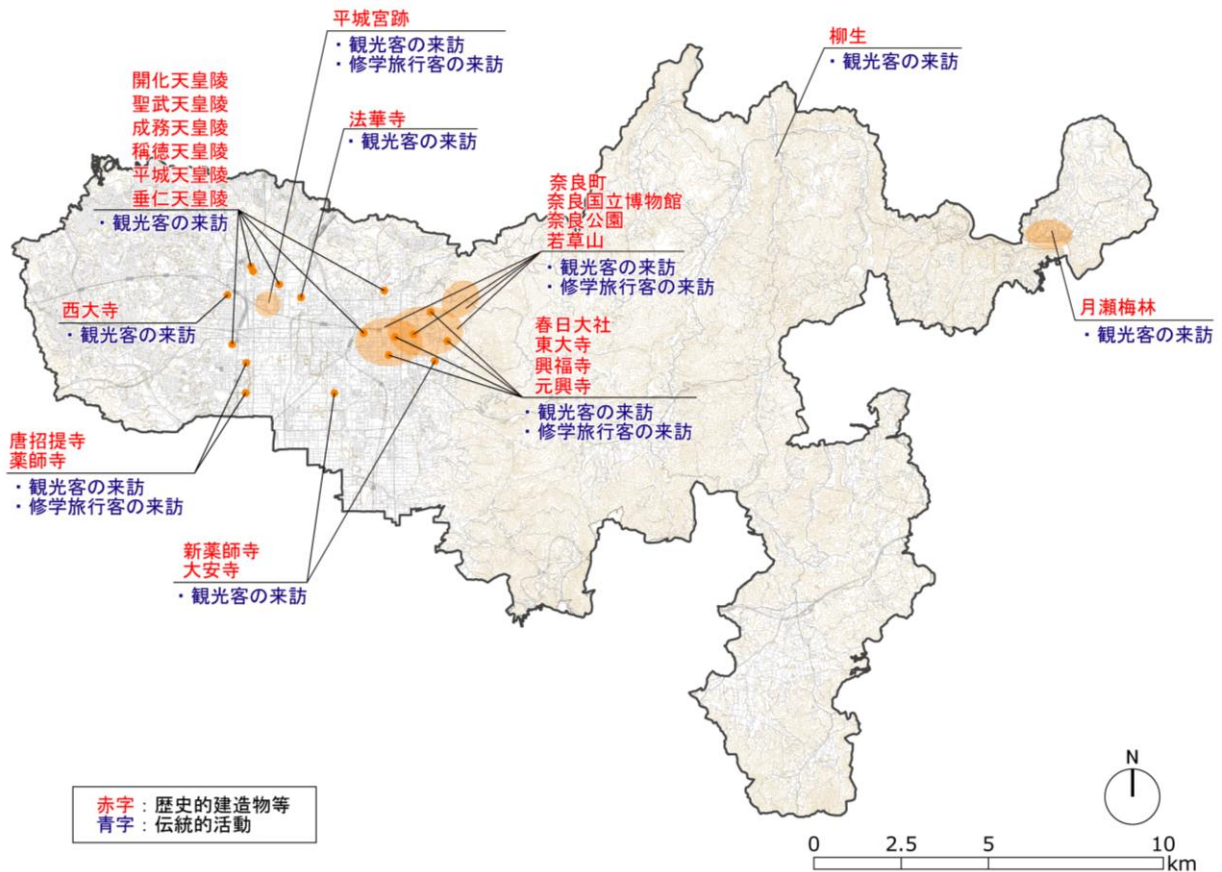 平城宮跡
・観光客の来訪
・修学旅行客の来訪
柳生
・観光客の来訪
開化天皇陵
聖武天皇陵
成務天皇陵
稱徳天皇陵
平城天皇陵
垂仁天皇陵
・観光客の来訪
法華寺
・観光客の来訪
奈良町
奈良国立博物館
奈良公園
若草山
・観光客の来訪
・修学旅行客の来訪
西大寺
・観光客の来訪
月瀬梅林
・観光客の来訪
春日大社
東大寺
興福寺
元興寺
・観光客の来訪
・修学旅行客の来訪
唐招提寺
薬師寺
・観光客の来訪
・修学旅行客の来訪
新薬師寺
大安寺
・観光客の来訪
赤字：歴史的建造物等
青字：伝統的活動
N
0 2.5 5 10
km